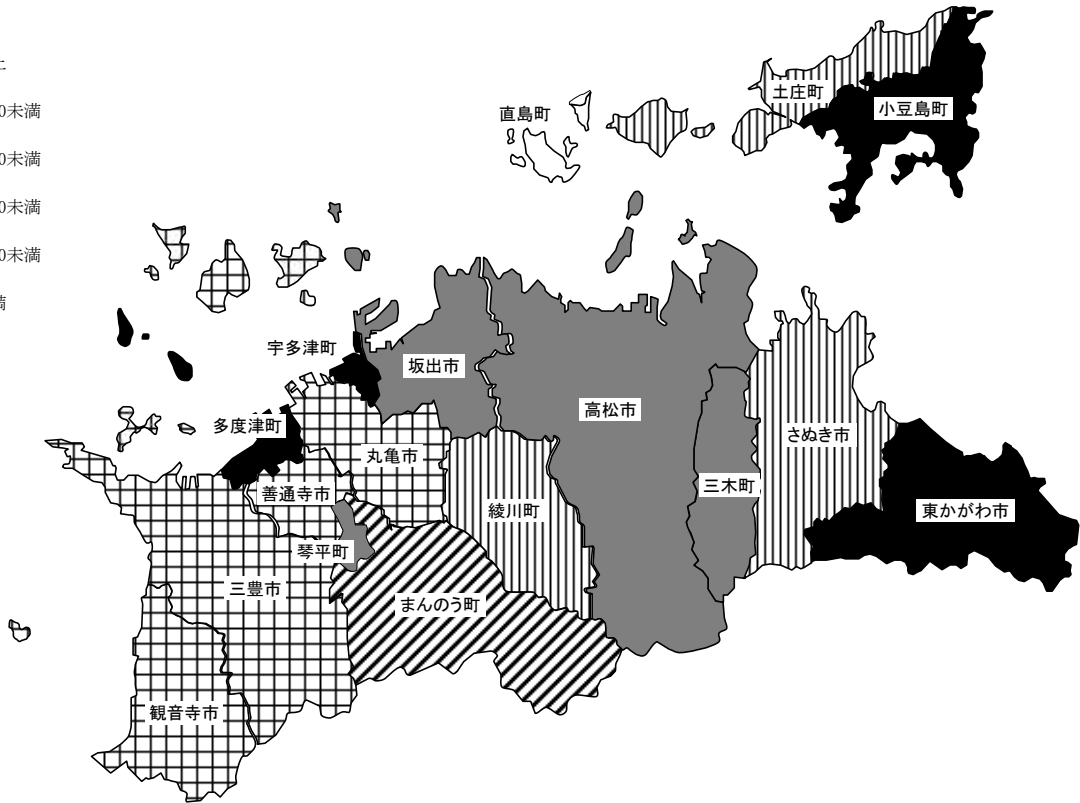 上
0未満
0未満
0未満
0未満
満
土庄町
小豆島町
直島町
宇多津町
坂出市
高松市
多度津町
丸亀市
さぬき市
善通寺市
三木町
綾川町
東かがわ市
琴平町
三豊市
まんのう町
観音寺市